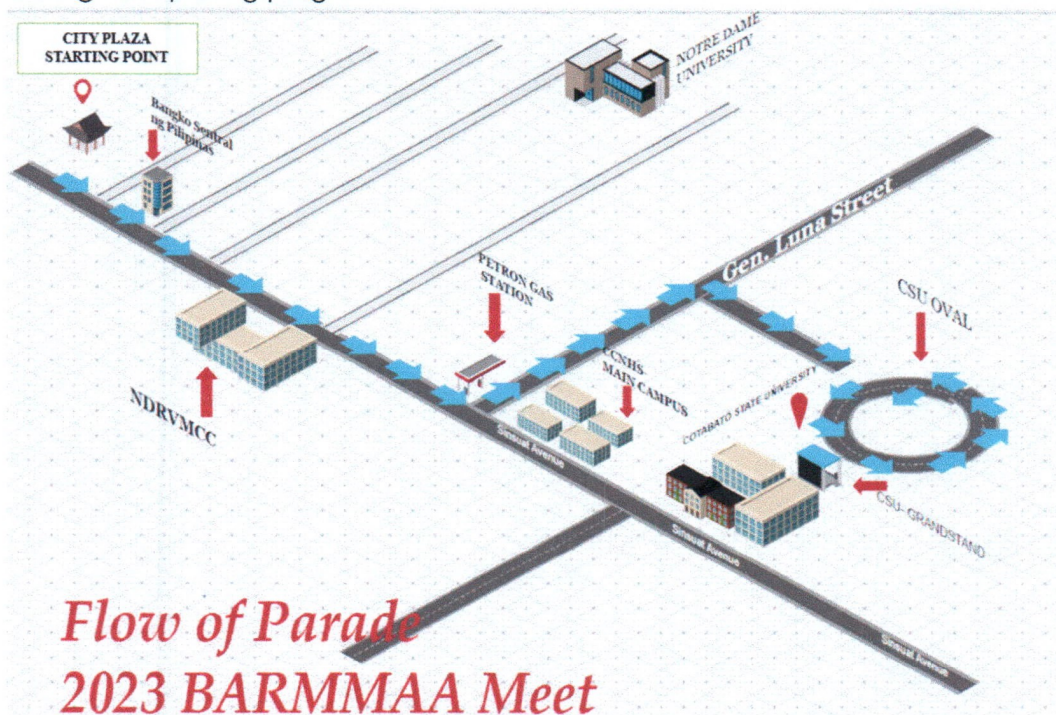 CITY PLAZA
STARTING POINT
Bangko Sentral
ng Pilipinas
NOTRE DAME
UNIVERSITY
Gen. Luna Street
PETRON GAS
STATION
CSU OVAL
CCNHS.
MAIN CAMPUS
NDRVMCC
COTABATO STATE UNIVERSITY
Sinsuat Avenue
CSU- GRANDSTAND
Sinsuat Avenue
Sinsuat Avenue
Flow of Parade
2023 BARMMAA Meet